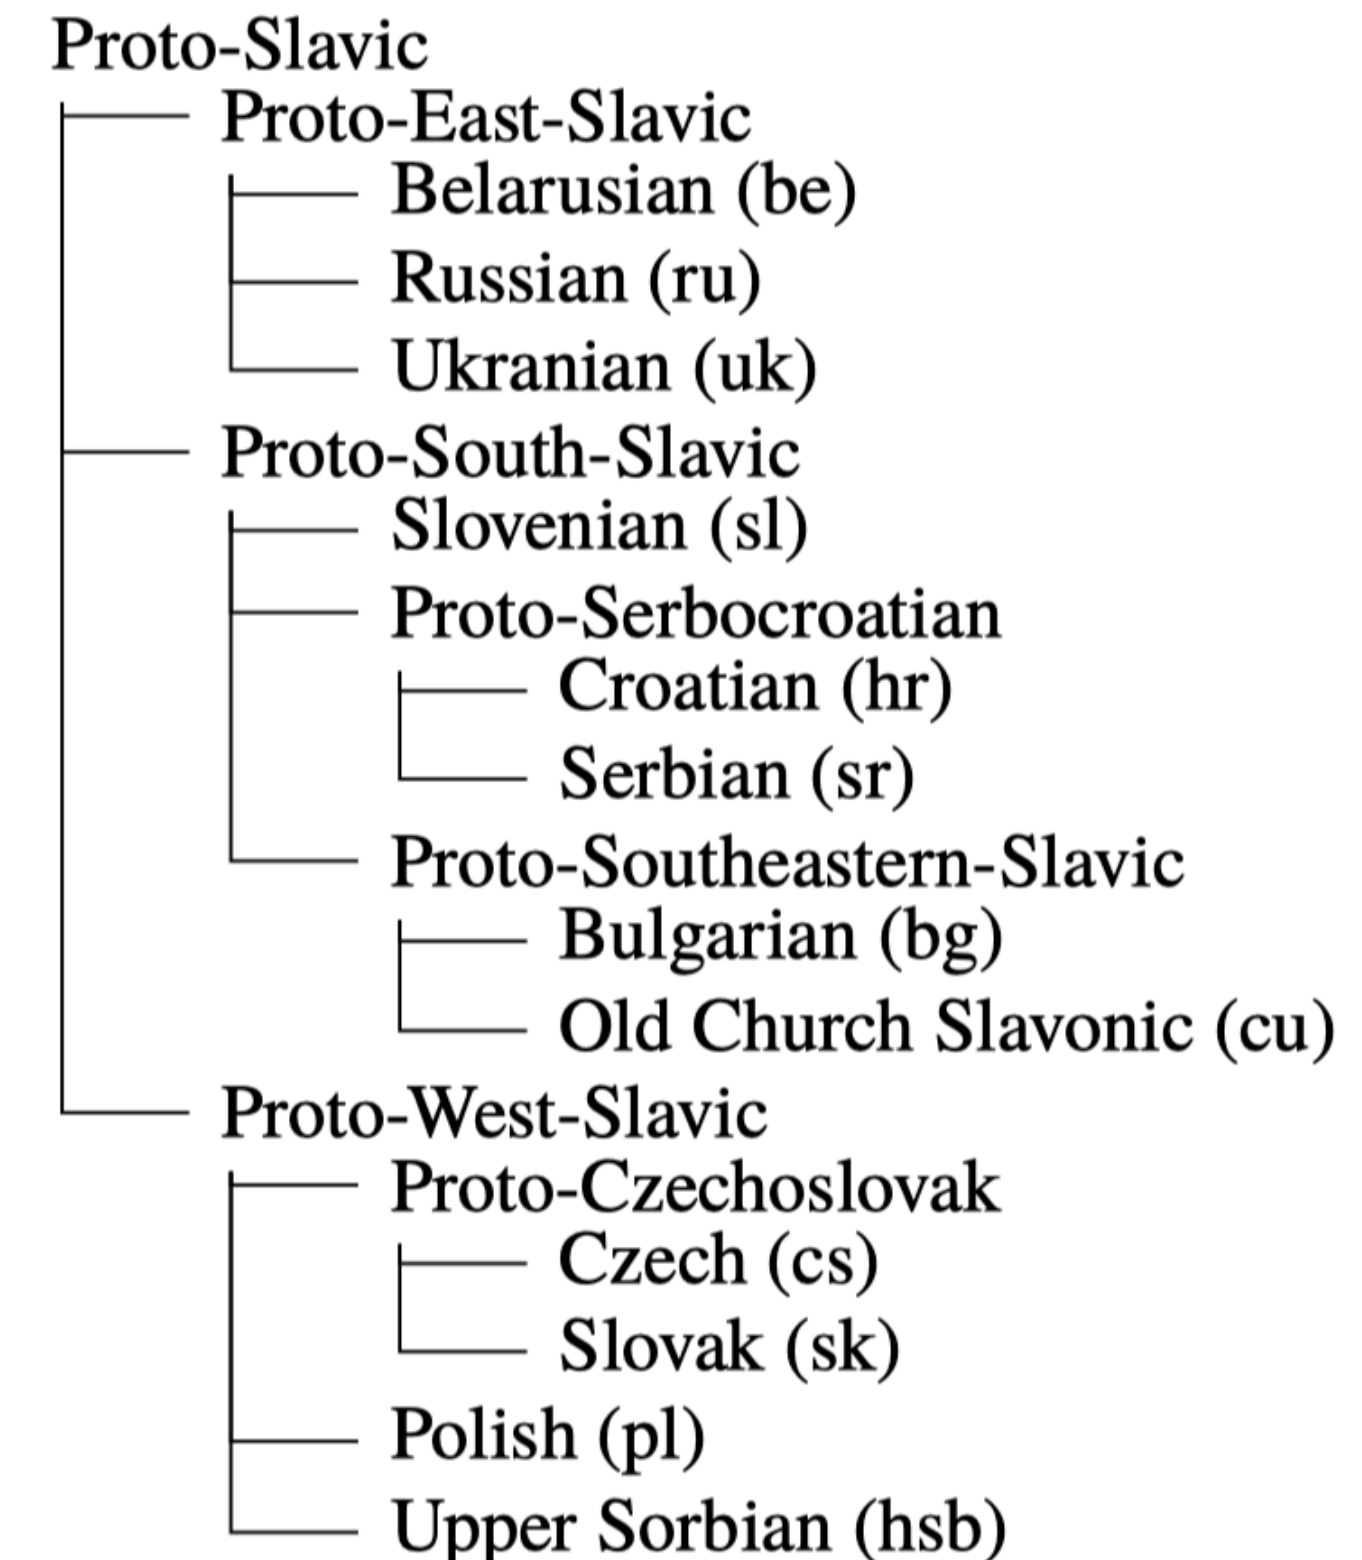 Proto-Slavic
Proto-East-Slavic
Belarusian (be)
Russian (ru)
Ukranian (uk)
Proto-South-Slavic
Slovenian (sl)
Proto-Serbocroatian
Croatian (hr)
Serbian (sr)
Proto-Southeastern-Slavic
Bulgarian (bg)
Old Church Slavonic (cu)
Proto-West-Slavic
Proto-Czechoslovak
Czech (cs)
Slovak (sk)
Polish (pl)
Upper Sorbian (hsb)